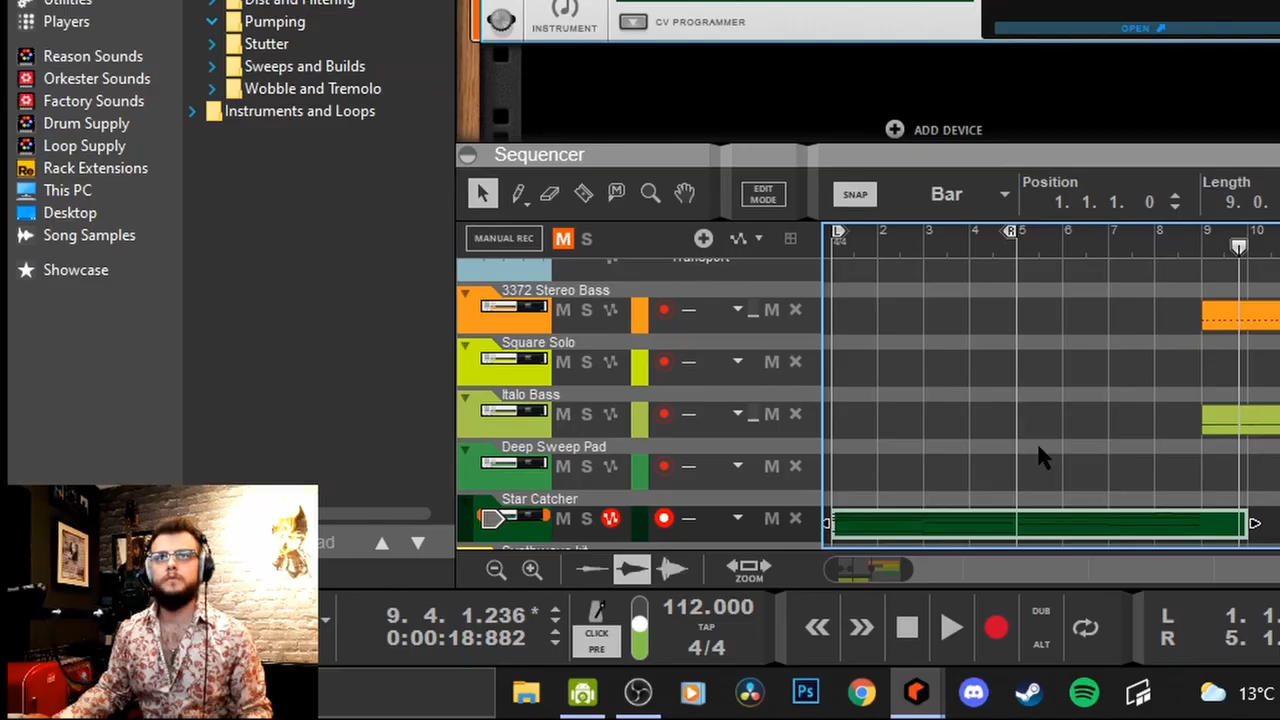 Utilities
Players
Reason Sounds
Orkester Sounds
Factory Sounds
Drum Supply
Loop Supply
Rack Extensions
This PC
Desktop
Song Samples
Showcase
Dist and Filtering
Pumping
Stutter
Sweeps and Builds
Wobble and Tremolo
Instruments and Loops
INSTRUMENT
CV PROGRAMMER
OPEN
ADD DEVICE
Sequencer
EDIT MODE
SNAP
Bar
Position
1. 1. 1. 0
Length
9. 0.
MANUAL REC
M S
L 2 3 4 R 5 6 7 8 9 10
4/4
Transport
3372 Stereo Bass
M S M
Square Solo
M S M
Italo Bass
M S M
Deep Sweep Pad
M S M
Star Catcher
M S M
ZOOM
9. 4. 1.236 *
0:00:18:882
CLICK
PRE
112.000
TAP
4/4
DUB
ALT
L 1. 1
R 5. 1
Ps
13°C